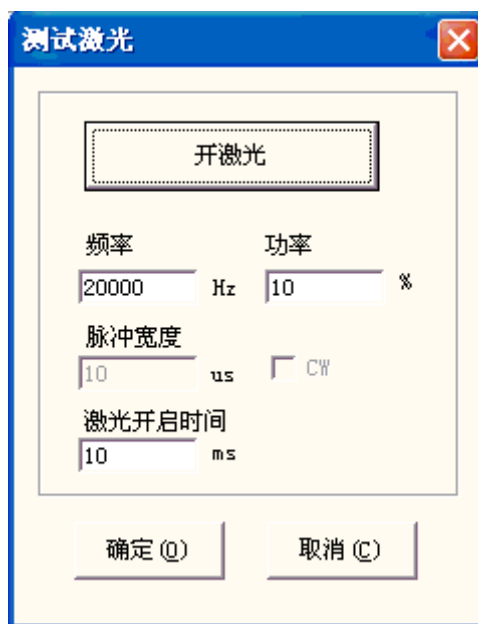 测试激光
开激光
频率 功率
20000 Hz 10 %
脉冲宽度
10 us CW
激光开启时间
10 ms
确定(O) 取消(C)